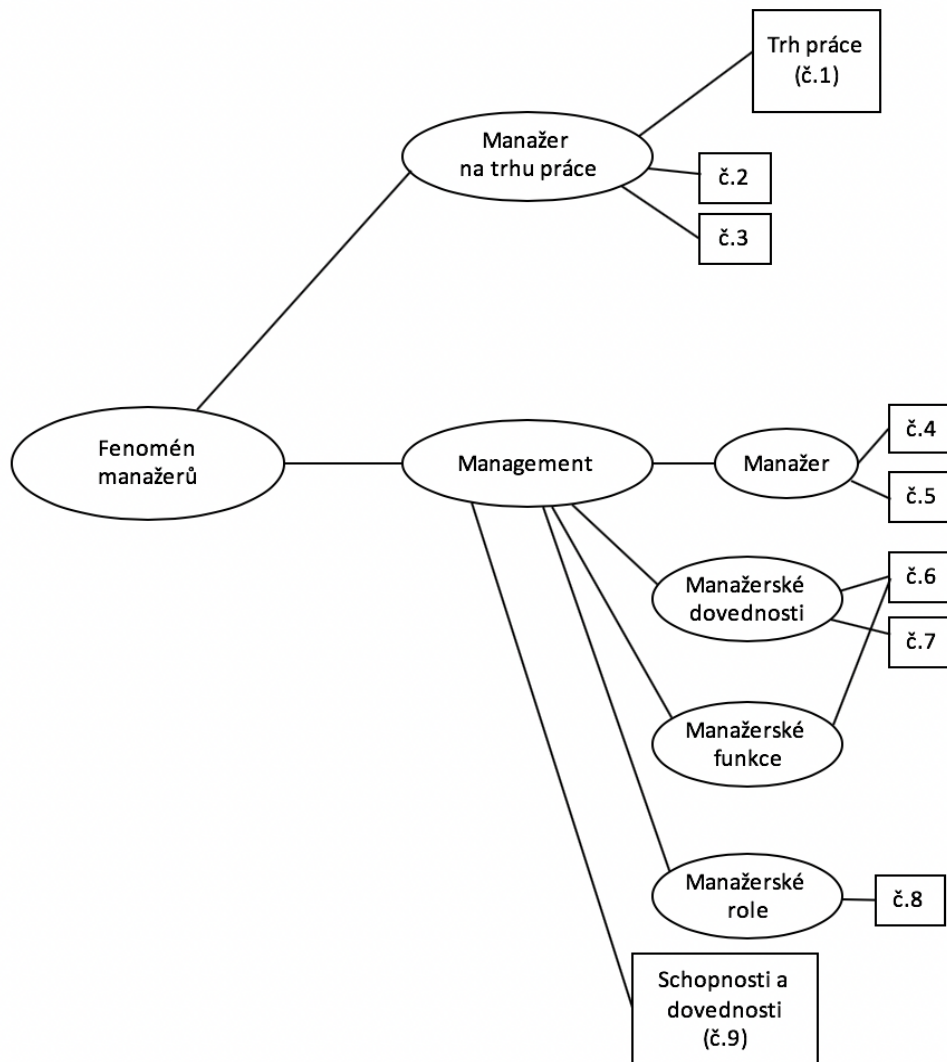 Trh práce
(č.1)
Manažer
na trhu práce
č.2
č.3
Fenomén
manažerů
Management
Manažer
č.4
č.5
Manažerské
dovednosti
č.6
č.7
Manažerské
funkce
Manažerské
role
č.8
Schopnosti a
dovednosti
(č.9)